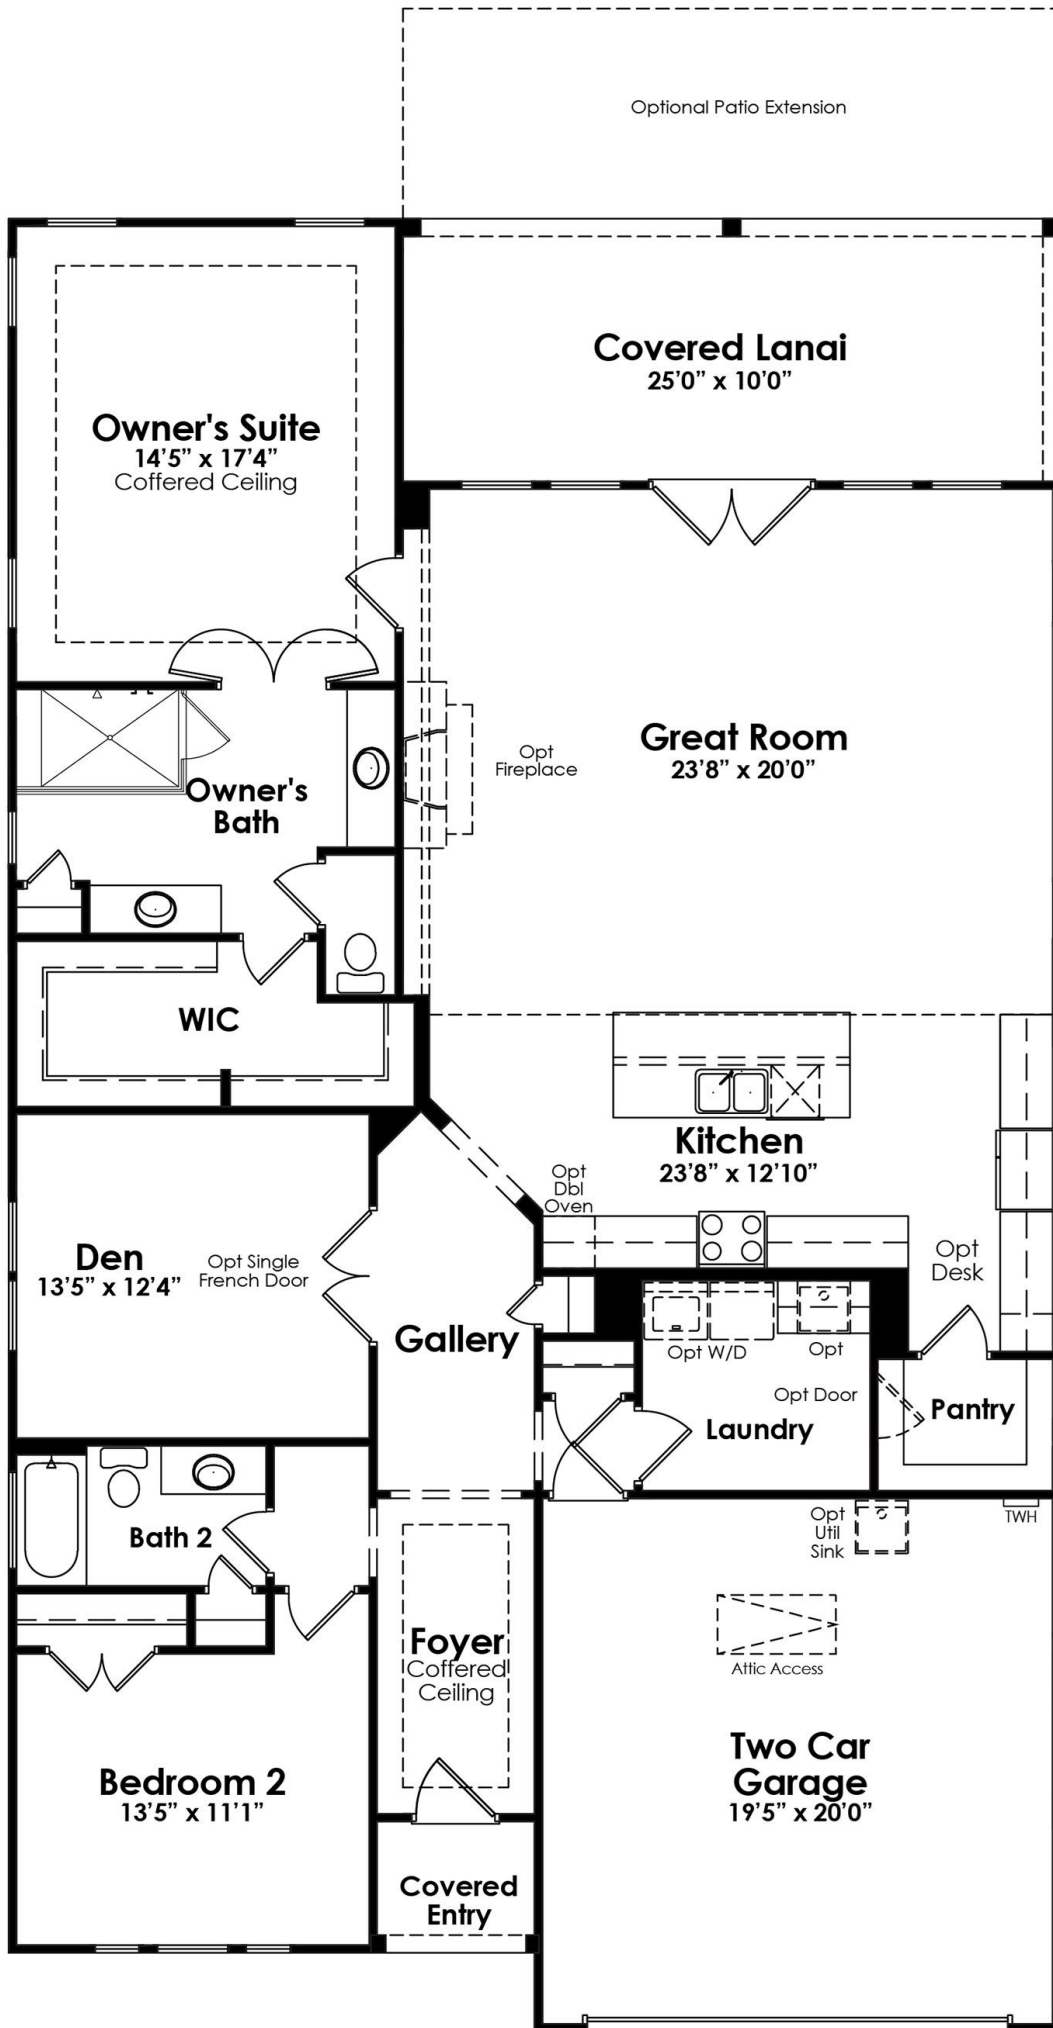 Optional Patio Extension
Covered Lanai
25'0" x 10'0"
Owner's Suite
14'5" x 17'4"
Coffered Ceiling
Great Room
23'8" x 20'0"
Opt
Fireplace
Owner's
Bath
WIC
Kitchen
23'8" x 12'10"
Opt
Dbl
Oven
Opt
Desk
Den
13'5" x 12'4"
Opt Single
French Door
Gallery
Opt W/D
Opt
Opt Door
Laundry
Pantry
Bath 2
Opt
Util
Sink
TWH
Attic Access
Foyer
Coffered
Ceiling
Two Car
Garage
19'5" x 20'0"
Bedroom 2
13'5" x 11'1"
Covered
Entry